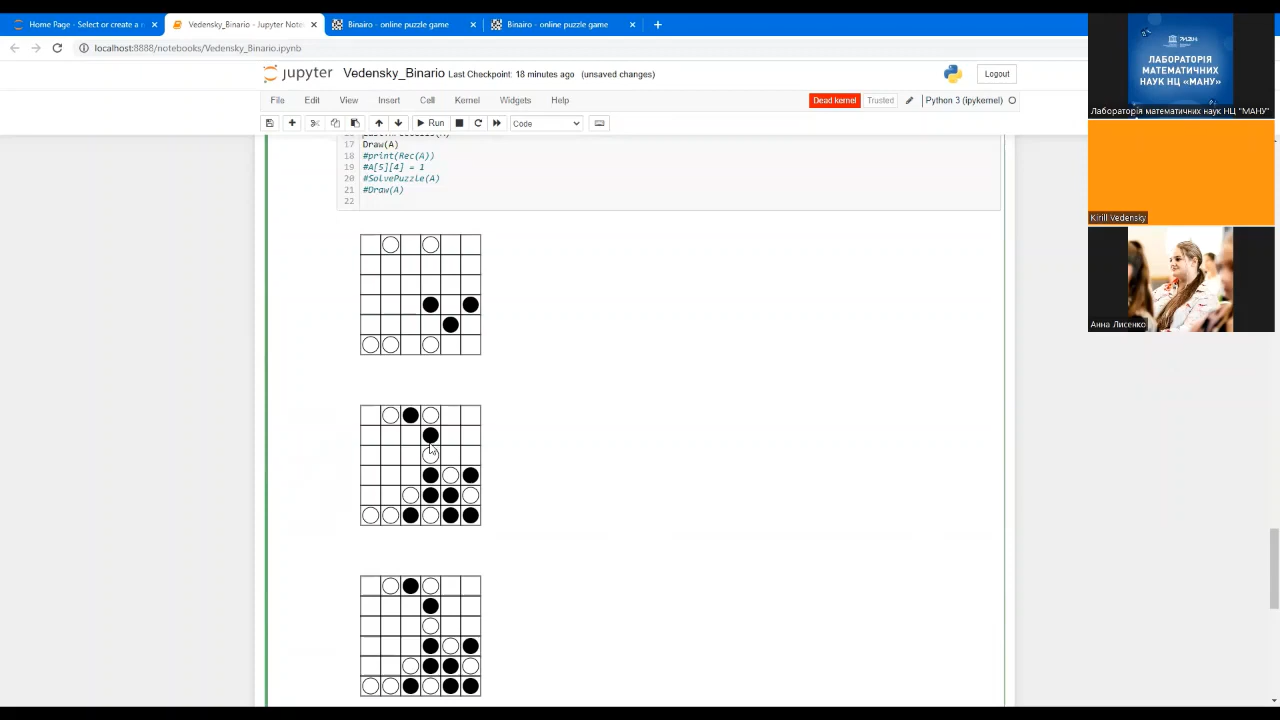 Home Page - Select or create a n
Vedensky_Binario - Jupyter Note
Binairo - online puzzle game
Binairo - online puzzle game
localhost:8888/notebooks/Vedensky_Binario.ipynb
jupyter Vedensky_Binario Last Checkpoint: 18 minutes ago (unsaved changes)
Logout
File Edit View Insert Cell Kernel Widgets Help
Dead kernel Trusted Python 3 (ipykernel)
Run Code
17 Draw(A)
18 #print(Rec(A))
19 #A[5][4] = 1
20 #SolvePuzzle(A)
21 #Draw(A)
22
ЛАБОРАТОРІЯ
МАТЕМАТИЧНИХ
НАУК НЦ «МАНУ»
Лабораторія математичних наук НЦ "МАНУ"
Kirill Vedensky
Анна Лисенко